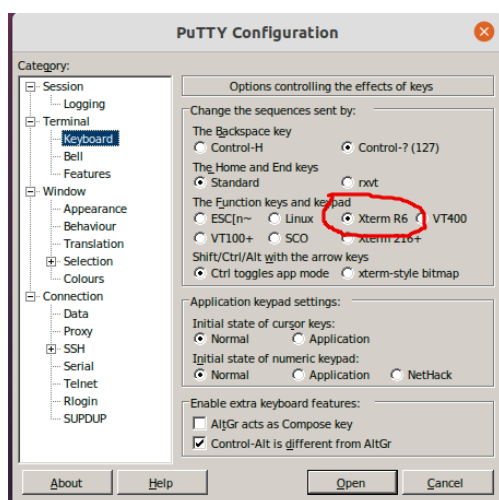 PuTTY Configuration
Category:
Session
Logging
Terminal
Keyboard
Bell
Features
Window
Appearance
Behaviour
Translation
Selection
Colours
Connection
Data
Proxy
SSH
Serial
Telnet
Rlogin
SUPDUP
Options controlling the effects of keys
Change the sequences sent by:
The Backspace key
Control-H Control-? (127)
The Home and End keys
Standard rxvt
The Function keys and keypad
ESC[n~ Linux Xterm R6 VT400
VT100+ SCO Xterm 216+
Shift/Ctrl/Alt with the arrow keys
Ctrl toggles app mode xterm-style bitmap
Application keypad settings:
Initial state of cursor keys:
Normal Application
Initial state of numeric keypad:
Normal Application NetHack
Enable extra keyboard features:
AltGr acts as Compose key
Control-Alt is different from AltGr
About Help Open Cancel